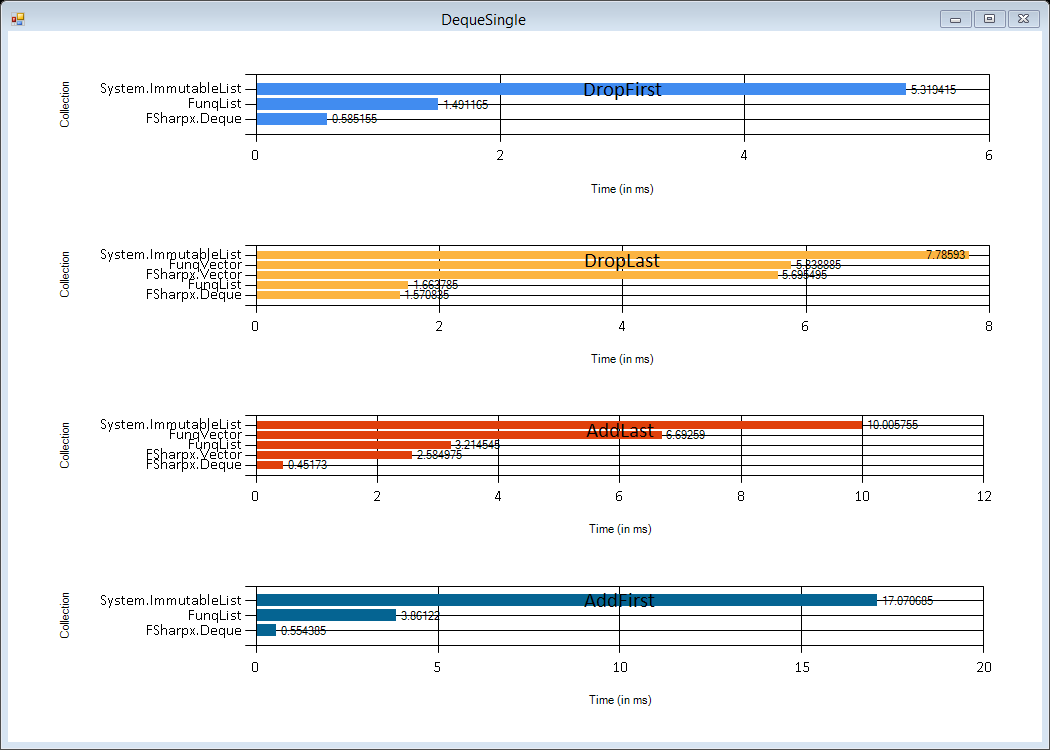 DequeSingle
DropFirst
Collection
System.ImmutableList 5.319415
FunqList 1.491165
FSharpx.Deque 0.585155
0 2 4 6
Time (in ms)
DropLast
Collection
System.ImmutableList 7.78593
FunqVector 5.838885
FSharpx.Vector 5.695495
FunqList 1.663785
FSharpx.Deque 1.570835
0 2 4 6 8
Time (in ms)
AddLast
Collection
System.ImmutableList 10.005755
FunqVector 6.69259
FunqList 3.214545
FSharpx.Vector 2.584975
FSharpx.Deque 0.45173
0 2 4 6 8 10 12
Time (in ms)
AddFirst
Collection
System.ImmutableList 17.070685
FunqList 3.86122
FSharpx.Deque 0.554385
0 5 10 15 20
Time (in ms)